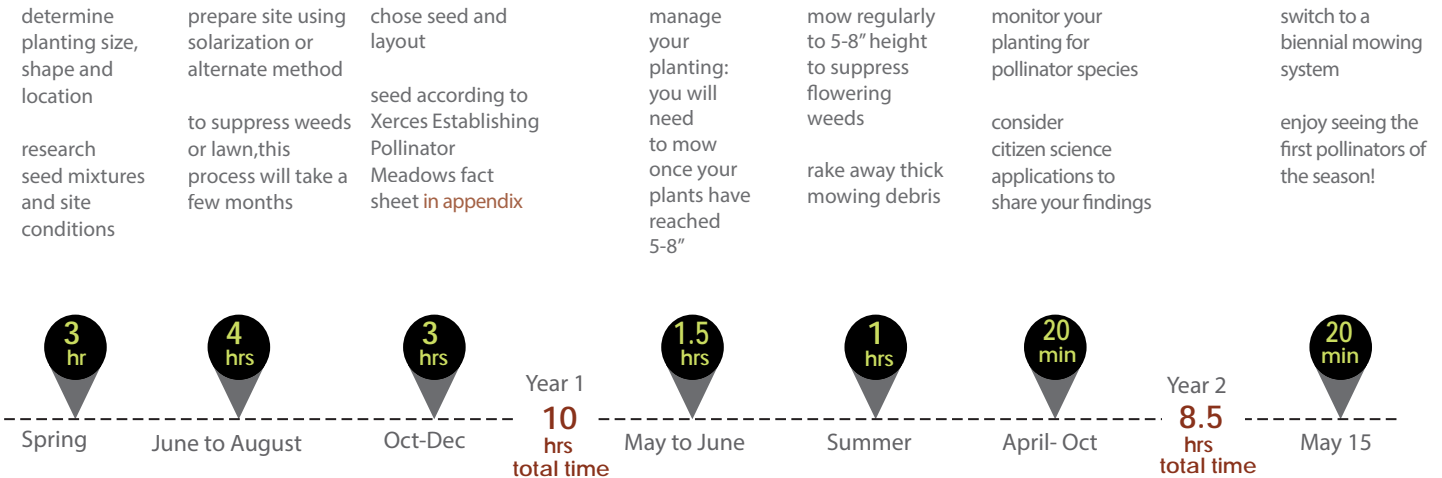 determine
planting size,
shape and
location
research
seed mixtures
and site
conditions
prepare site using
solarization or
alternate method
to suppress weeds
or lawn,this
process will take a
few months
chose seed and
layout
seed according to
Xerces Establishing
Pollinator
Meadows fact
sheet in appendix
manage
your
planting:
you will
need
to mow
once your
plants have
reached
5-8”
mow regularly
to 5-8” height
to suppress
flowering
weeds
rake away thick
mowing debris
monitor your
planting for
pollinator species
consider
citizen science
applications to
share your findings
switch to a
biennial mowing
system
enjoy seeing the
first pollinators of
the season!
3
hr
Spring
4
hrs
June to August
3
hrs
Oct-Dec
Year 1
10
hrs
total time
1.5
hrs
May to June
1
hrs
Summer
20
min
April- Oct
Year 2
8.5
hrs
total time
20
min
May 15